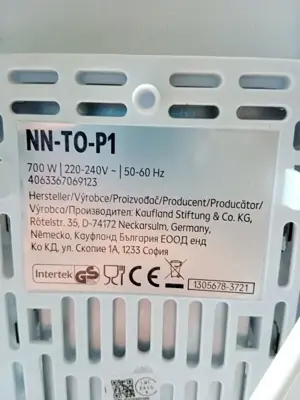 NN-TO-P1
700 W | 220-240V ~ | 50-60 Hz
4063367069123
Hersteller/Výrobce/Proizvođač/Producent/Producător/
Výrobca/Производител: Kaufland Stiftung & Co. KG,
Rötelstr. 35, D-74172 Neckarsulm, Germany,
Németország, Кауфланд България ЕООД енд
Ко КД, ул. Скопие 1А, 1233 София
Intertek GS CE
1305678-3721